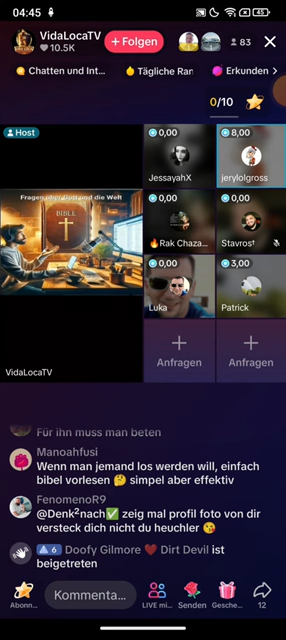 04:45
45
VidaLocaTV
10.5K
+ Folgen
83
Chatten und Int...
Tägliche Ran
Erkunden
0/10
Host
0,00
JessayahX
8,00
jerylolgross
Fragen über Gott und die Welt
BIBLE
0,00
Rak Chaza...
0,00
Stavros†
0,00
Luka
3,00
Patrick
VidaLocaTV
+
Anfragen
+
Anfragen
Für ihn muss man beten
Manoahfusi
Wenn man jemand los werden will, einfach
bibel vorlesen 🤔 simpel aber effektiv
FenomenoR9
@Denk²nach✅ zeig mal profil foto von dir
versteck dich nicht du heuchler 😘
6 Doofy Gilmore ❤️ Dirt Devil ist
beigetreten
Abonn...
Kommenta...
LIVE mi...
Senden
Gesche...
12